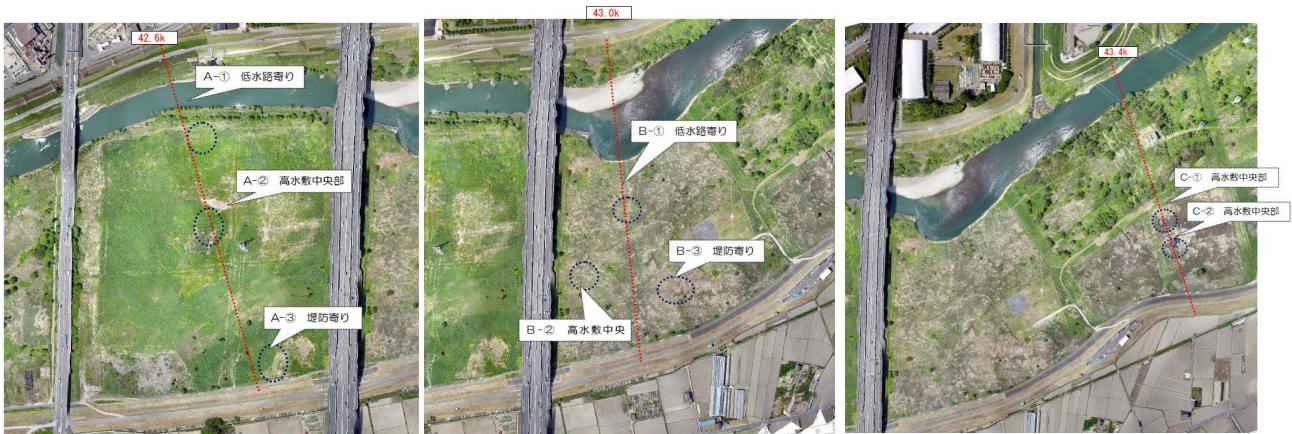 42.6k
A-① 低水路寄り
A-② 高水敷中央部
A-③ 堤防寄り
43.0k
B-① 低水路寄り
B-③ 堤防寄り
B-② 高水敷中央
43.4k
C-① 高水敷中央部
C-② 高水敷中央部